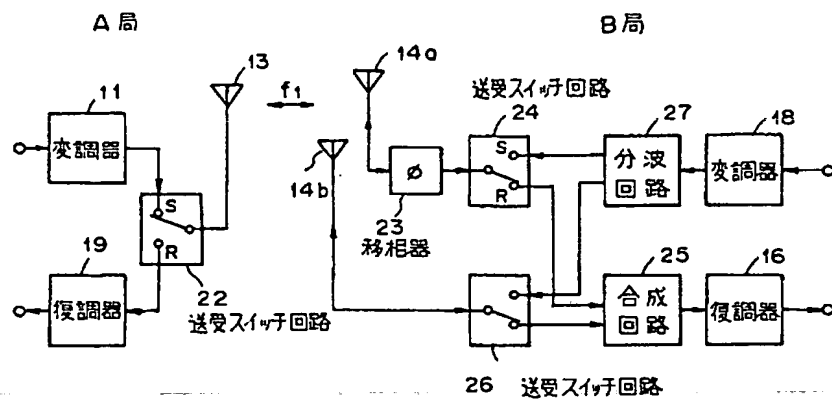 A局
B局
11
13
f1
14a
送受スイッチ回路
24
27
18
変調器
S
R
14b
φ
23
移相器
S
R
分波
回路
変調器
19
復調器
22
送受スイッチ回路
25
16
合成
回路
復調器
26 送受スイッチ回路